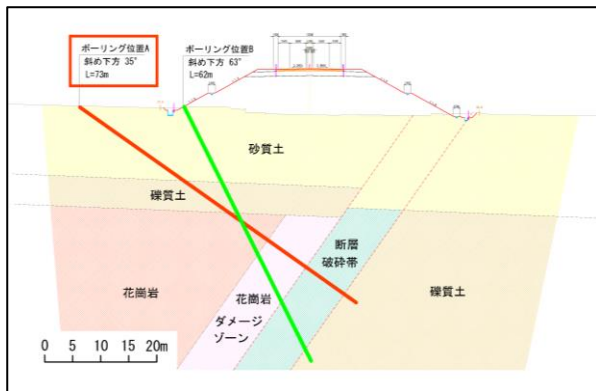 ボーリング位置A
斜め下方 35°
L=73m
ボーリング位置B
斜め下方 63°
L=62m
砂質土
礫質土
断層
破砕帯
花崗岩
花崗岩
ダメージ
ゾーン
礫質土
0 5 10 15 20m